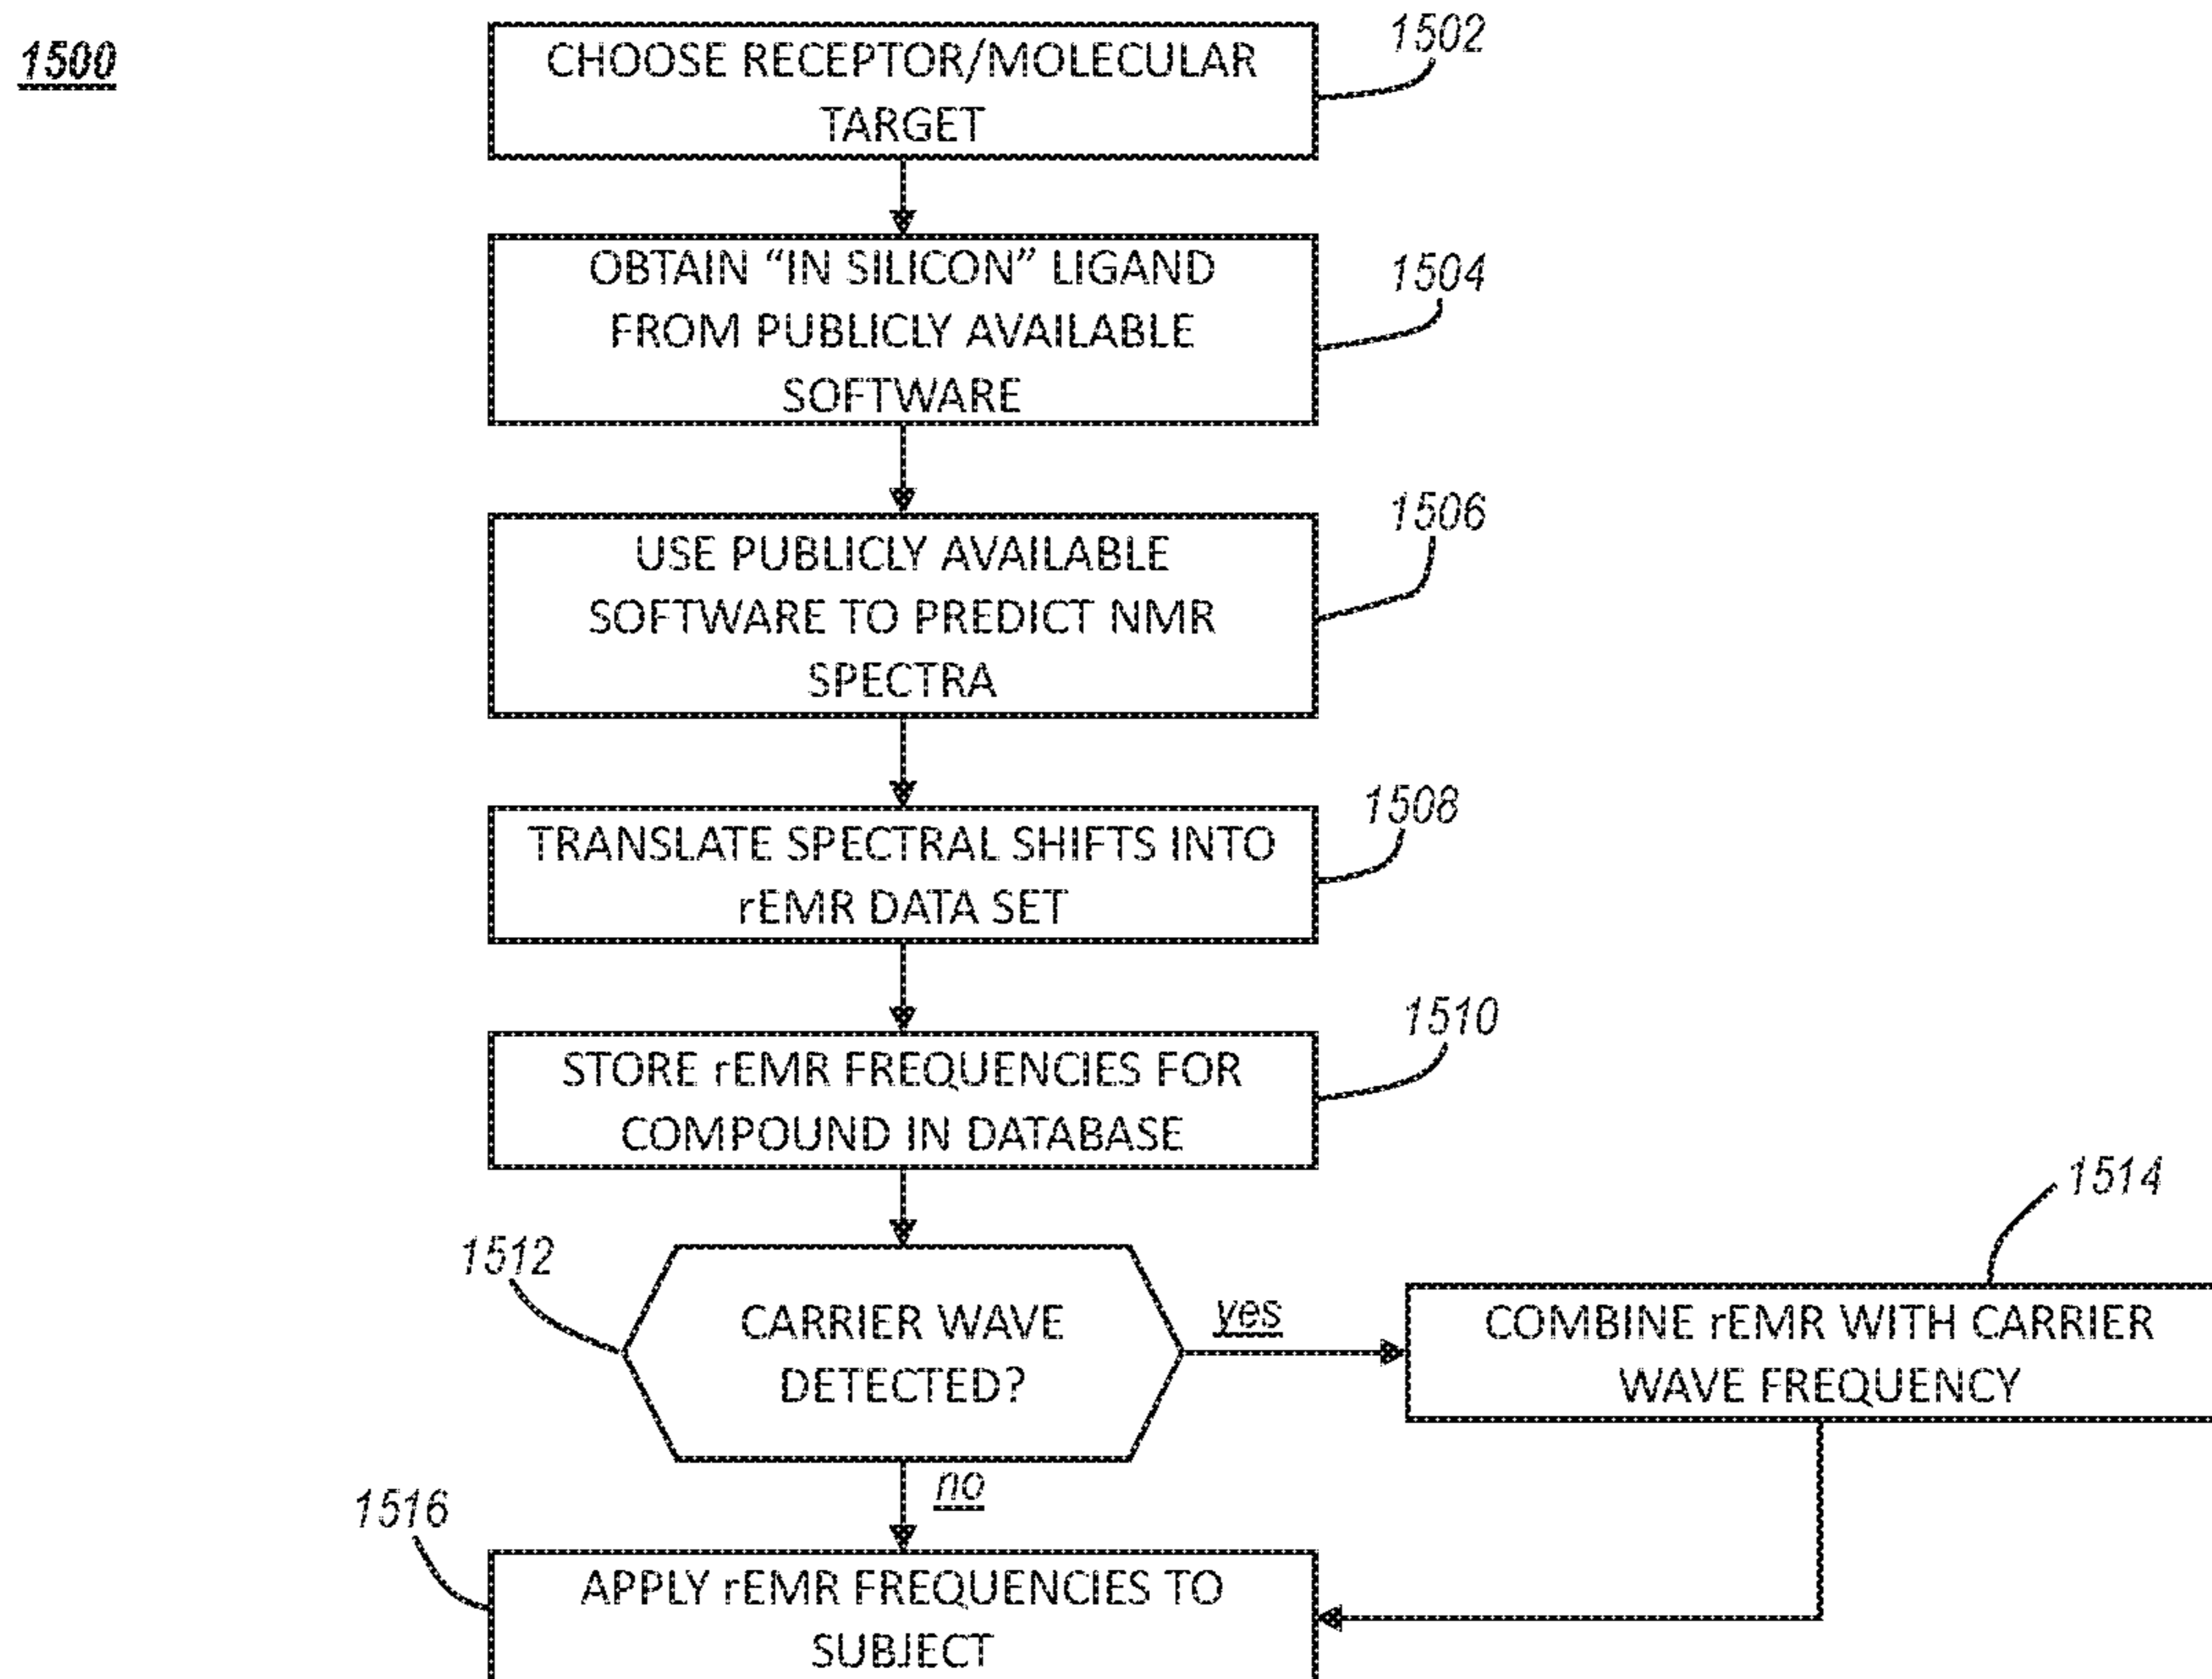 1500
CHOOSE RECEPTOR/MOLECULAR
TARGET
1502
OBTAIN “IN SILICON” LIGAND
FROM PUBLICLY AVAILABLE
SOFTWARE
1504
USE PUBLICLY AVAILABLE
SOFTWARE TO PREDICT NMR
SPECTRA
1506
TRANSLATE SPECTRAL SHIFTS INTO
rEMR DATA SET
1508
STORE rEMR FREQUENCIES FOR
COMPOUND IN DATABASE
1510
1512
CARRIER WAVE
DETECTED?
yes
1514
COMBINE rEMR WITH CARRIER
WAVE FREQUENCY
no
1516
APPLY rEMR FREQUENCIES TO
SUBJECT